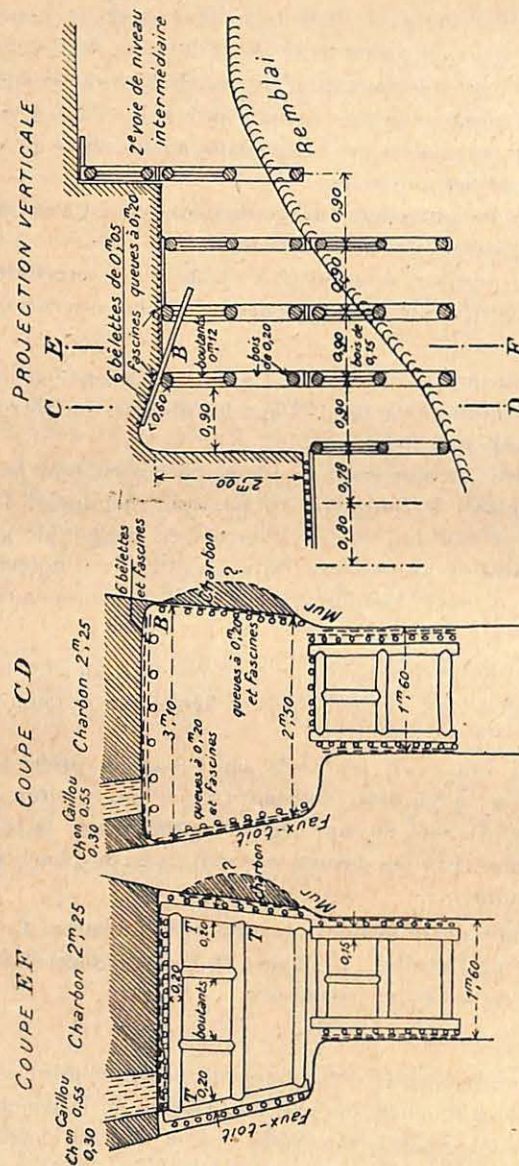 COUPE EF
Chon Caillou
0,30 0,55 Charbon 2m,25
0,20
boutants
T 0,20
T
0,20
T
Faux-toit
?
charbon
Mur
0,15
1m,60
COUPE CD
Chon Caillou
0,30 0,55 Charbon 2m,25
6 bêlettes
et fascines
B
3m,10
queues à 0m,20
et fascines
Charbon
?
queues à 0m,20
et fascines
2m,50
Faux-toit
Mur
1m,60
PROJECTION VERTICALE
C E
6 bêlettes de 0m,05
Fascines queues à 0m,20
2e voie de niveau
intermédiaire
0,60
B
boutants
0m12
0,90
2m,00
bois
de 0,20
bois de
0,15
Remblai
0,80 0,78 0,90 0,90 0,90 0,90
D F